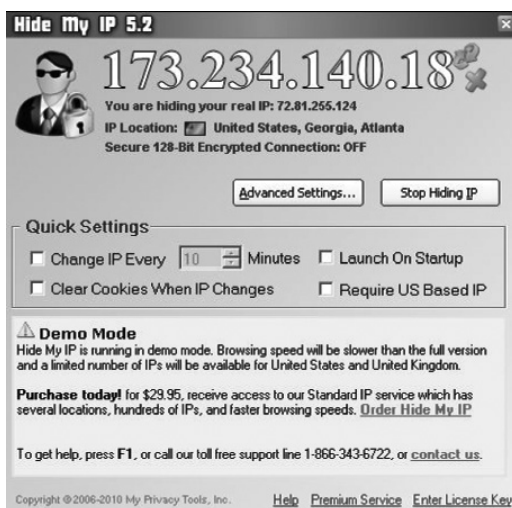 Hide My IP 5.2
173.234.140.18
You are hiding your real IP: 72.81.255.124
IP Location: United States, Georgia, Atlanta
Secure 128-Bit Encrypted Connection: OFF
Advanced Settings... Stop Hiding IP
Quick Settings
Change IP Every 10 Minutes Launch On Startup
Clear Cookies When IP Changes Require US Based IP
Demo Mode
Hide My IP is running in demo mode. Browsing speed will be slower than the full version
and a limited number of IPs will be available for United States and United Kingdom.
Purchase today! for $29.95, receive access to our Standard IP service which has
several locations, hundreds of IPs, and faster browsing speeds. Order Hide My IP
To get help, press F1, or call our toll free support line 1-866-343-6722, or contact us.
Copyright @2006-2010 My Privacy Tools, Inc. Help Premium Service Enter License Key